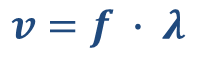 v = f · λ